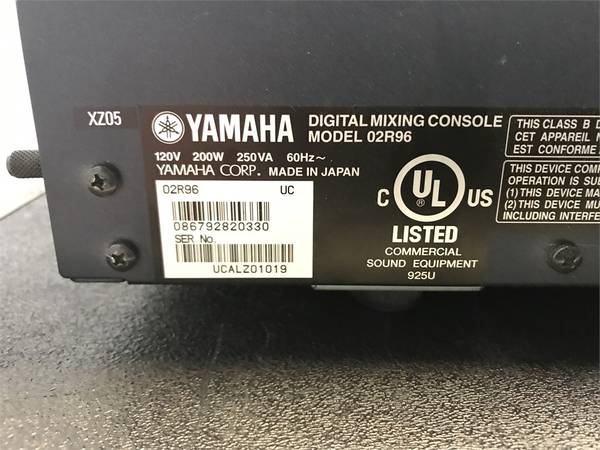 XZ05
YAMAHA
DIGITAL MIXING CONSOLE
MODEL 02R96
120V 200W 250VA 60Hz~
YAMAHA CORP. MADE IN JAPAN
02R96 UC
086792820330
SER No.
UCALZ01019
C UL US
LISTED
COMMERCIAL
SOUND EQUIPMENT
925U
THIS CLASS B D
CET APPAREIL N
EST CONFORME
THIS DEVICE COM
OPERATION IS SU
(1) THIS DEVICE MA
(2) THIS DEVICE MU
INCLUDING INTERFE